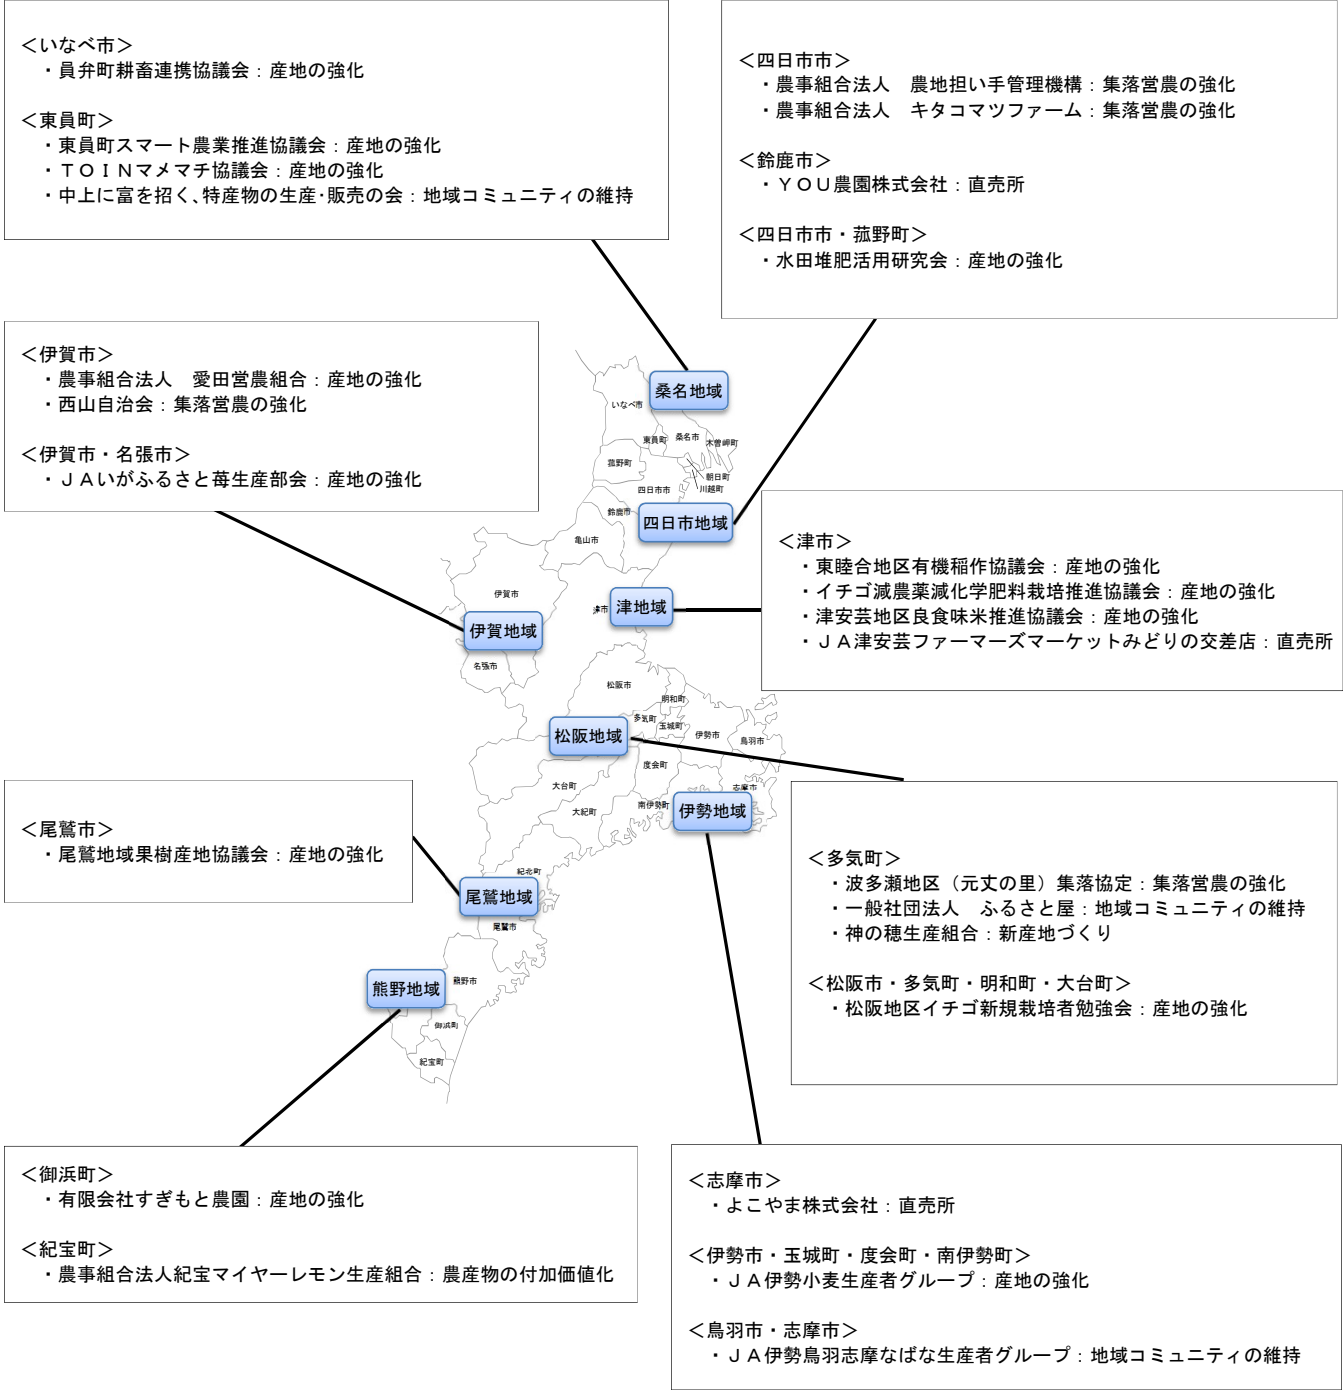 ＜いなべ市＞
・員弁町耕畜連携協議会：産地の強化
＜東員町＞
・東員町スマート農業推進協議会：産地の強化
・ＴＯＩＮマメマチ協議会：産地の強化
・中上に富を招く、特産物の生産・販売の会：地域コミュニティの維持
＜四日市市＞
・農事組合法人　農地担い手管理機構：集落営農の強化
・農事組合法人　キタコマツファーム：集落営農の強化
＜鈴鹿市＞
・ＹＯＵ農園株式会社：直売所
＜四日市市・菰野町＞
・水田堆肥活用研究会：産地の強化
＜伊賀市＞
・農事組合法人　愛田営農組合：産地の強化
・西山自治会：集落営農の強化
＜伊賀市・名張市＞
・ＪＡいがふるさと苺生産部会：産地の強化
桑名地域
いなべ市
東員町
桑名市
木曽岬町
菰野町
朝日町
川越町
四日市市
鈴鹿市
四日市地域
亀山市
伊賀市
津市
津地域
伊賀地域
名張市
＜津市＞
・東睦合地区有機稲作協議会：産地の強化
・イチゴ減農薬減化学肥料栽培推進協議会：産地の強化
・津安芸地区良食味米推進協議会：産地の強化
・ＪＡ津安芸ファーマーズマーケットみどりの交差店：直売所
松阪市
明和町
多気町
玉城町
伊勢市
鳥羽市
松阪地域
度会町
大台町
志摩市
南伊勢町
大紀町
伊勢地域
＜尾鷲市＞
・尾鷲地域果樹産地協議会：産地の強化
紀北町
尾鷲地域
尾鷲市
＜多気町＞
・波多瀬地区（元丈の里）集落協定：集落営農の強化
・一般社団法人　ふるさと屋：地域コミュニティの維持
・神の穂生産組合：新産地づくり
＜松阪市・多気町・明和町・大台町＞
・松阪地区イチゴ新規栽培者勉強会：産地の強化
熊野地域
熊野市
御浜町
紀宝町
＜御浜町＞
・有限会社すぎもと農園：産地の強化
＜紀宝町＞
・農事組合法人紀宝マイヤーレモン生産組合：農産物の付加価値化
＜志摩市＞
・よこやま株式会社：直売所
＜伊勢市・玉城町・度会町・南伊勢町＞
・ＪＡ伊勢小麦生産者グループ：産地の強化
＜鳥羽市・志摩市＞
・ＪＡ伊勢鳥羽志摩なばな生産者グループ：地域コミュニティの維持